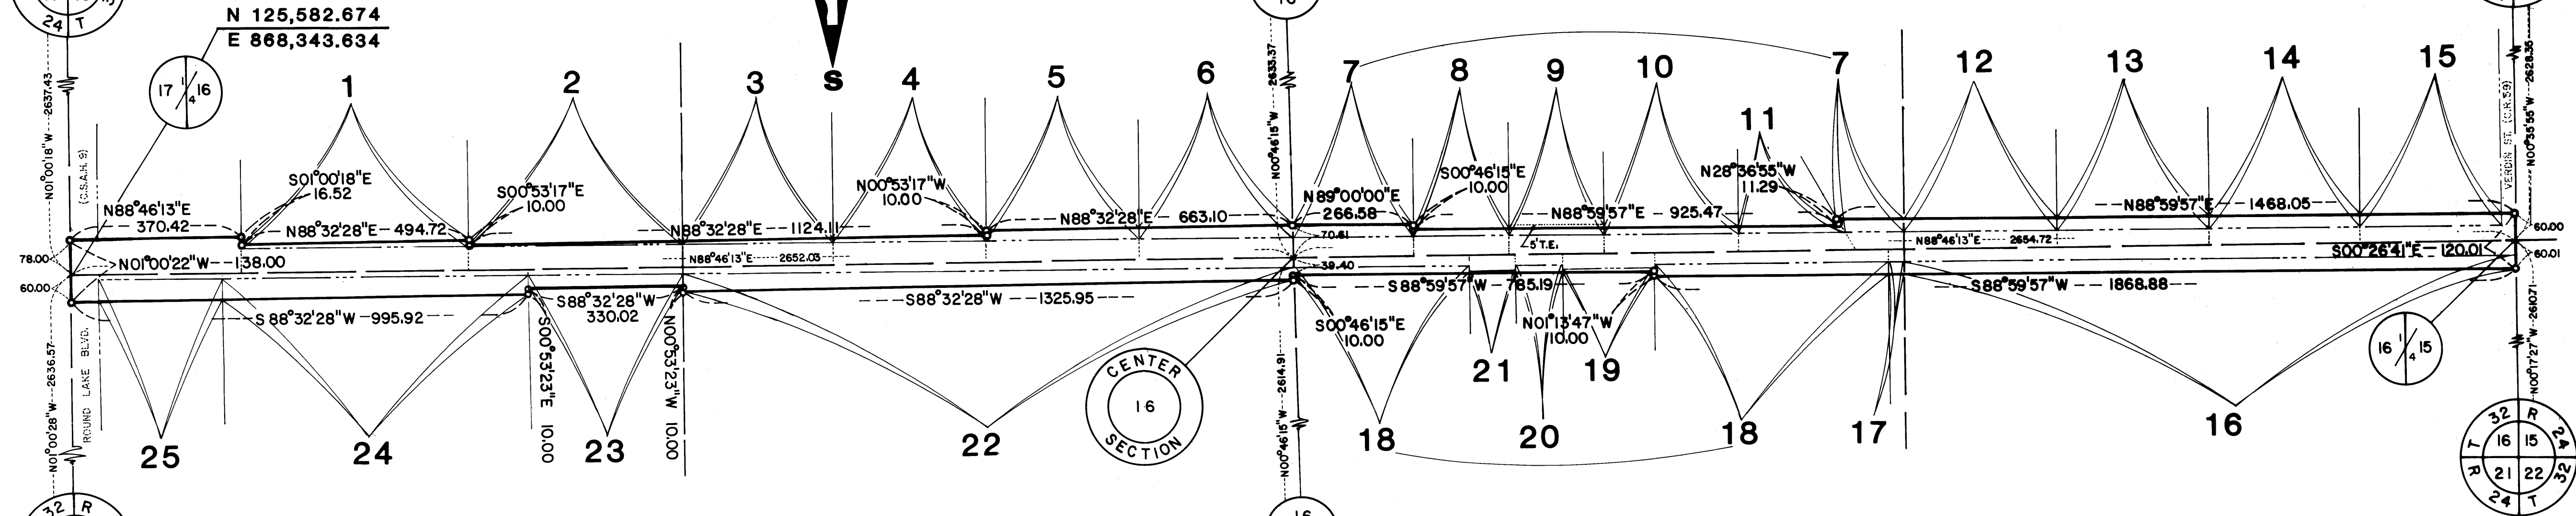 24 T
N 125,582.674
E 868,343.634
S
16
17 1/4 16
1
2
3
4
5
6
7
8
9
10
11
7
12
13
14
15
N01°00'18"W 2637.43
(C.S.A.H. 9)
N00°46'15"W 2633.37
VERDIN ST. (C.R.59)
N00°35'55"W 2628.35
N88°46'13"E
370.42
S01°00'18"E
16.52
S00°53'17"E
10.00
N00°53'17"W
10.00
N89°00'00"E
266.58
S00°46'15"E
10.00
N28°36'55"W
11.29
N88°32'28"E 494.72
N88°32'28"E 1124.11
N88°32'28"E 663.10
N88°59'57"E 925.47
N88°59'57"E 1468.05
78.00
N01°00'22"W 138.00
N88°46'13"E 2652.03
70.61
39.40
5' T.E.
N88°46'13"E 2654.72
60.00
S00°26'41"E 120.01
60.01
60.00
S88°32'28"W 995.92
S88°32'28"W
330.02
S88°32'28"W 1325.95
S88°59'57"W 785.19
S88°59'57"W 1868.88
N01°00'28"W 2636.57
ROUND LAKE BLVD.
S00°53'23"E 10.00
N00°53'23"W 10.00
S00°46'15"E
10.00
N01°13'47"W
10.00
N00°46'15"W 2614.91
N00°17'27"W 2610.71
16 1/4 15
CENTER
16
SECTION
25
24
23
22
18
21
20
19
18
17
16
32 R
T 16 15 24
R 21 22 32
24 T
32 R
16